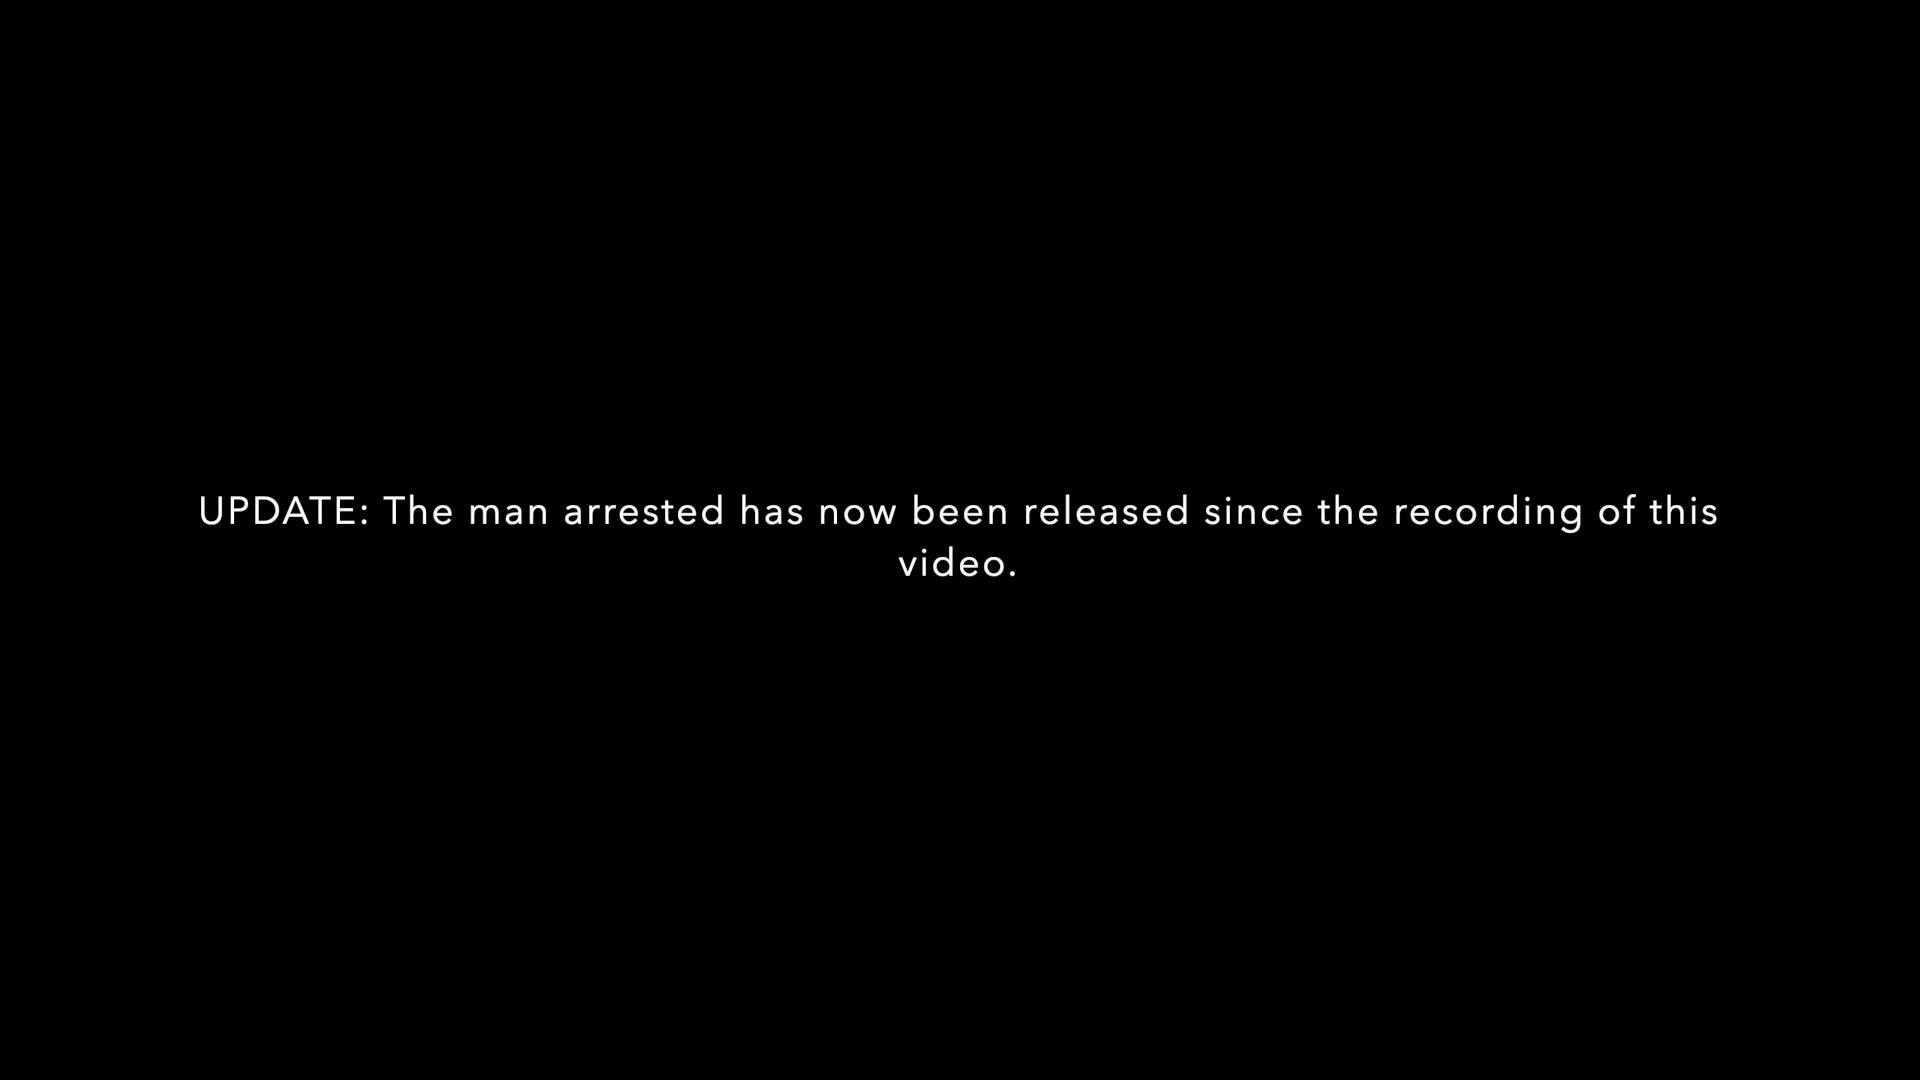 UPDATE: The man arrested has now been released since the recording of this
video.